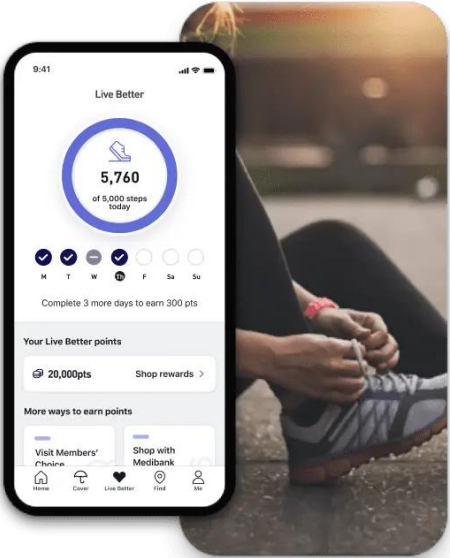 9:41
Live Better
5,760
of 5,000 steps
today
M T W Th F Sa Su
Complete 3 more days to earn 300 pts
Your Live Better points
20,000pts Shop rewards
More ways to earn points
Visit Members'
Choice
Shop with
Medibank
Home Cover Live Better Find Me